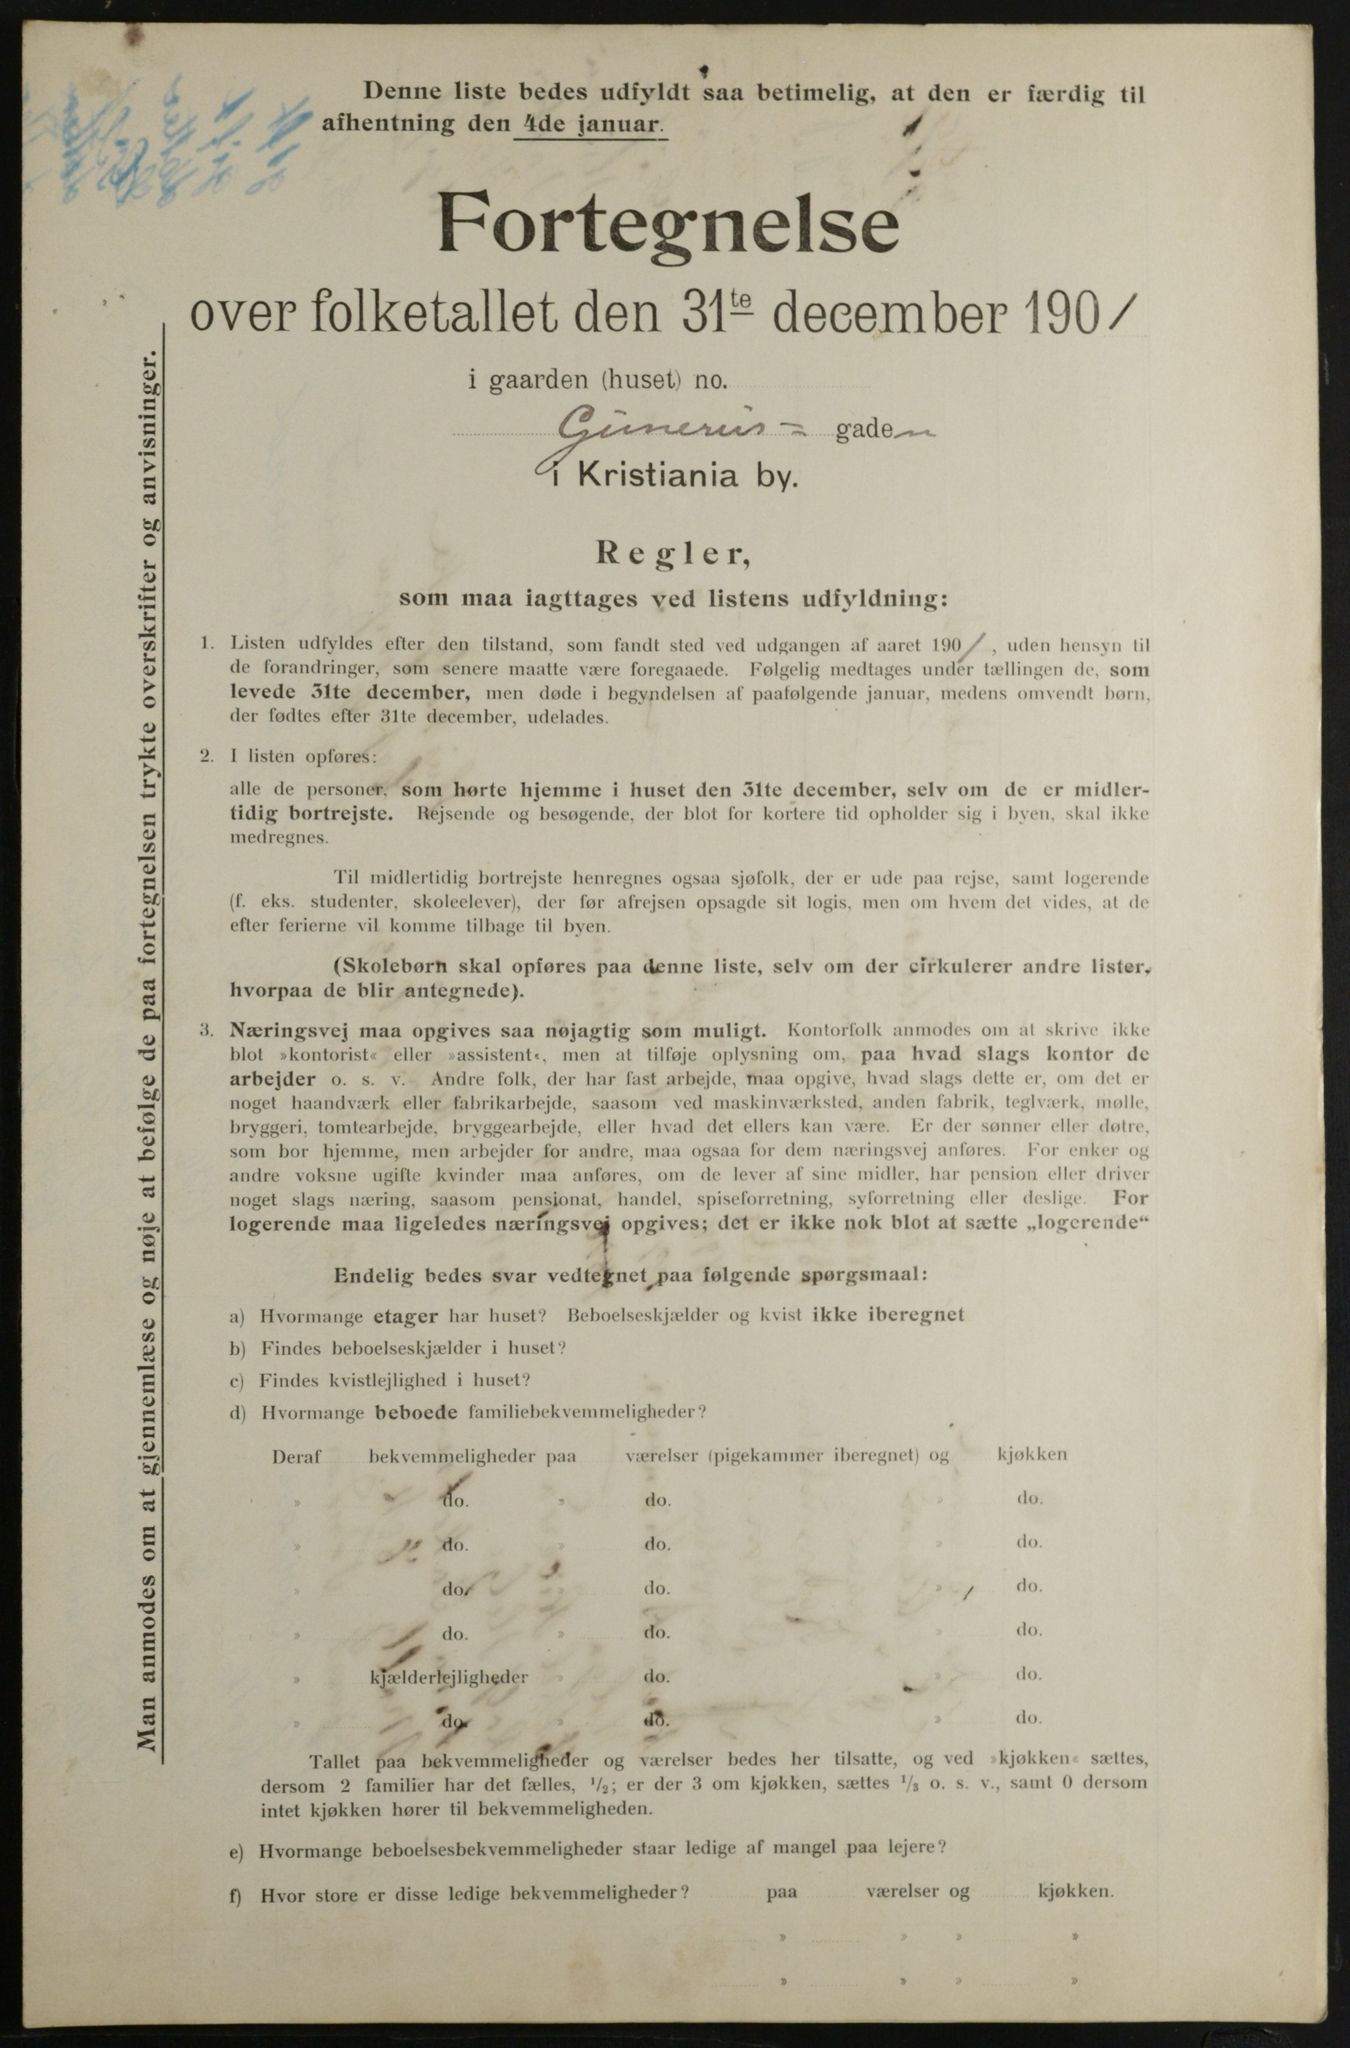 Denne liste bedes udfyldt saa betimelig, at den er færdig til
afhentning den 4de januar.
Fortegnelse
over folketallet den 31te december 1901
i gaarden (huset) no.
Gunerus= gaden
i Kristiania by.
Regler,
som maa iagttages ved listens udfyldning:
1. Listen udfyldes efter den tilstand, som fandt sted ved udgangen af aaret 1901, uden hensyn til
de forandringer, som senere maatte være foregaaede. Følgelig medtages under tællingen de, som
levede 31te december, men døde i begyndelsen af paafølgende januar, medens omvendt børn,
der fødtes efter 31te december, udelades.
2. I listen opføres:
alle de personer, som hørte hjemme i huset den 31te december, selv om de er midler-
tidig bortrejste. Rejsende og besøgende, der blot for kortere tid opholder sig i byen, skal ikke
medregnes.
Til midlertidig bortrejste henregnes ogsaa sjøfolk, der er ude paa rejse, samt logerende
(f. eks. studenter, skoleelever), der før afrejsen opsagde sit logis, men om hvem det vides, at de
efter ferierne vil komme tilbage til byen.
(Skolebørn skal opføres paa denne liste, selv om der cirkulerer andre lister,
hvorpaa de blir antegnede).
3. Næringsvej maa opgives saa nøjagtig som muligt. Kontorfolk anmodes om at skrive ikke
blot »kontorist« eller »assistent«, men at tilføje oplysning om, paa hvad slags kontor de
arbejder o. s. v. Andre folk, der har fast arbejde, maa opgive, hvad slags dette er, om det er
noget haandværk eller fabrikarbejde, saasom ved maskinværksted, anden fabrik, teglværk, mølle,
bryggeri, tomtearbejde, bryggearbejde, eller hvad det ellers kan være. Er der sønner eller døtre,
som bor hjemme, men arbejder for andre, maa ogsaa for dem næringsvej anføres. For enker og
andre voksne ugifte kvinder maa anføres, om de lever af sine midler, har pension eller driver
noget slags næring, saasom pensionat, handel, spiseforretning, syforretning eller deslige. For
logerende maa ligeledes næringsvej opgives; det er ikke nok blot at sætte „logerende“
Endelig bedes svar vedtegnet paa følgende spørgsmaal:
a) Hvormange etager har huset? Beboelseskjælder og kvist ikke iberegnet
b) Findes beboelseskjælder i huset?
c) Findes kvistlejlighed i huset?
d) Hvormange beboede familiebekvemmeligheder?
Deraf bekvemmeligheder paa værelser (pigekammer iberegnet) og kjøkken
» do. » do. » do.
» do. » do. » do.
» do. » do. » do.
» do. » do. » do.
» kjælderlejligheder » do. » do.
» do. » do. » do.
Tallet paa bekvemmeligheder og værelser bedes her tilsatte, og ved »kjøkken« sættes,
dersom 2 familier har det fælles, 1/2; er der 3 om kjøkken, sættes 1/3 o. s. v., samt 0 dersom
intet kjøkken hører til bekvemmeligheden.
e) Hvormange beboelsesbekvemmeligheder staar ledige af mangel paa lejere?
f) Hvor store er disse ledige bekvemmeligheder? paa værelser og kjøkken.
» » » »
» » » »
Man anmodes om at gjennemlæse og nøje at befølge de paa fortegnelsen trykte overskrifter og anvisninger.